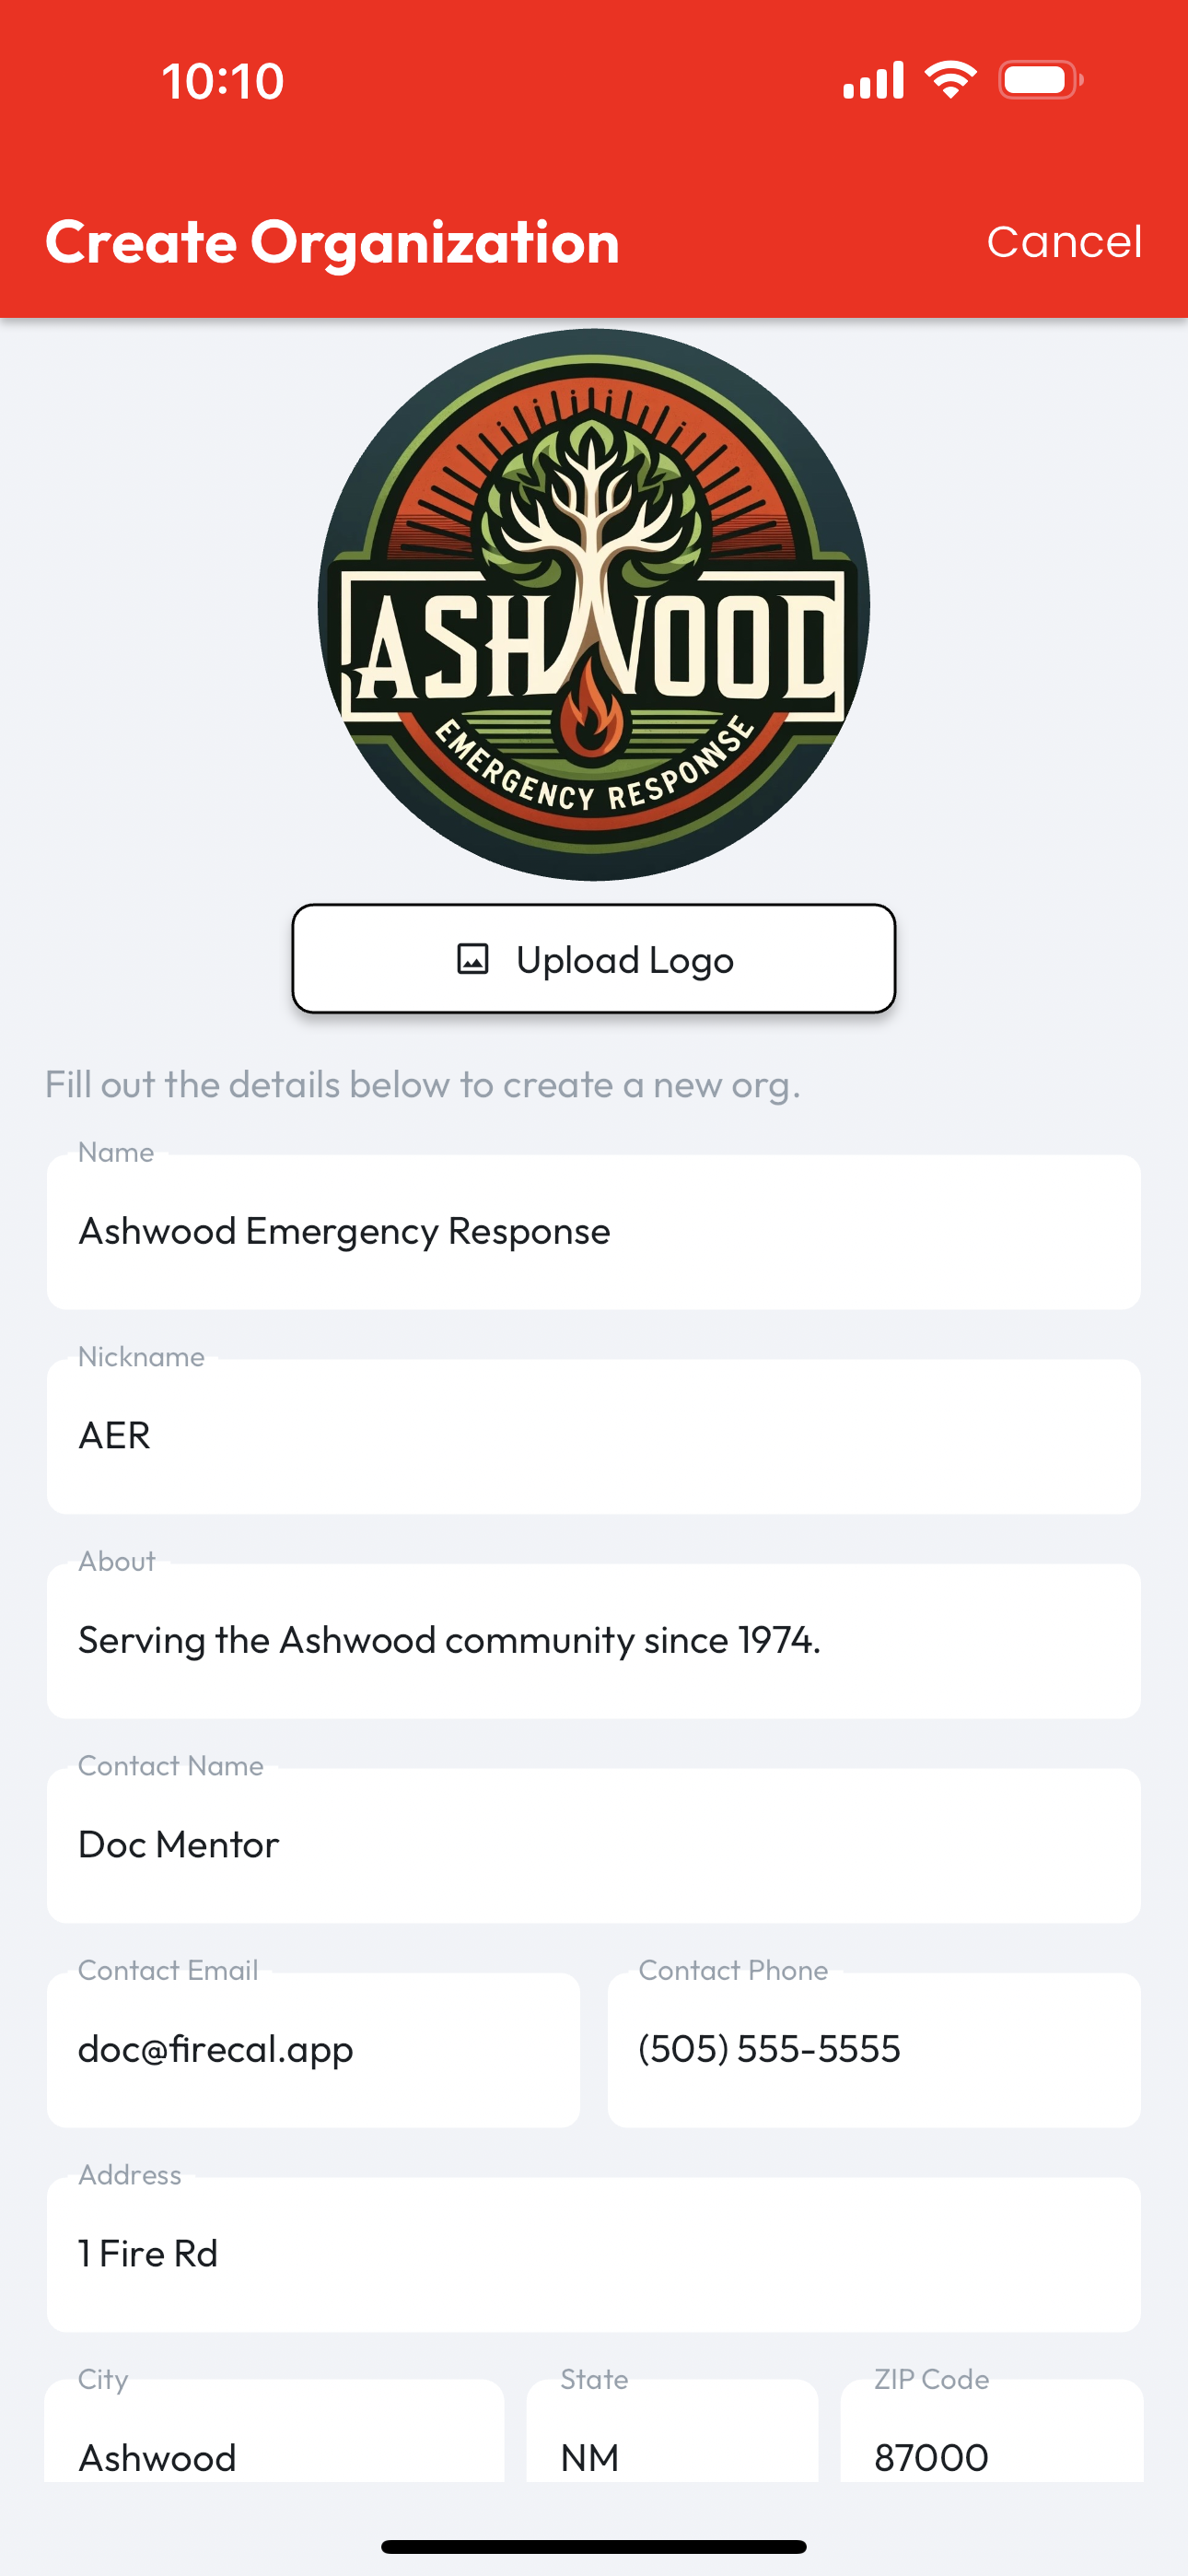 10:10
Create Organization
Cancel
ASHWOOD
EMERGENCY RESPONNSE
Upload Logo
Fill out the details below to create a new org.
Name
Ashwood Emergency Response
Nickname
AER
About
Serving the Ashwood community since 1974.
Contact Name
Doc Mentor
Contact Email
Contact Phone
doc@firecal.app
(505) 555-5555
Address
1 Fire Rd
City
State
ZIP Code
Ashwood
NM
87000